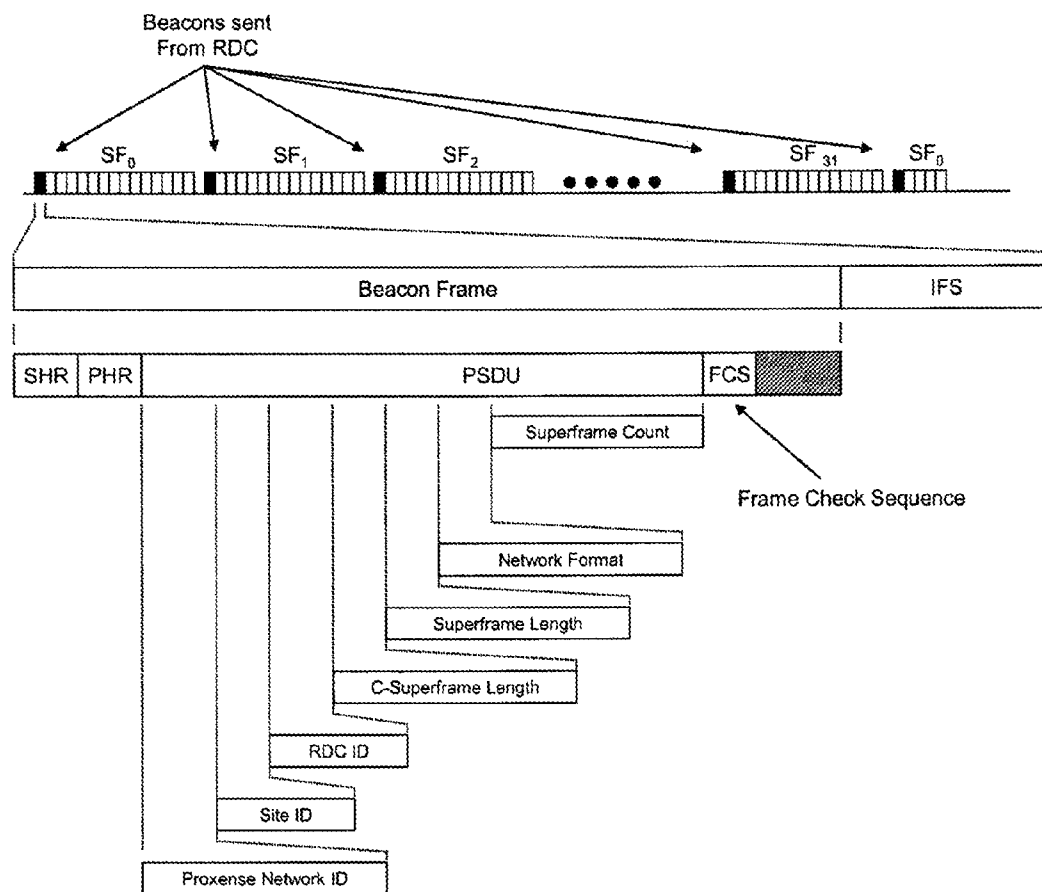 Beacons sent
From RDC
SF0
SF1
SF2
SF31
SF0
Beacon Frame
IFS
SHR
PHR
PSDU
FCS
Superframe Count
Frame Check Sequence
Network Format
Superframe Length
C-Superframe Length
RDC ID
Site ID
Proxense Network ID